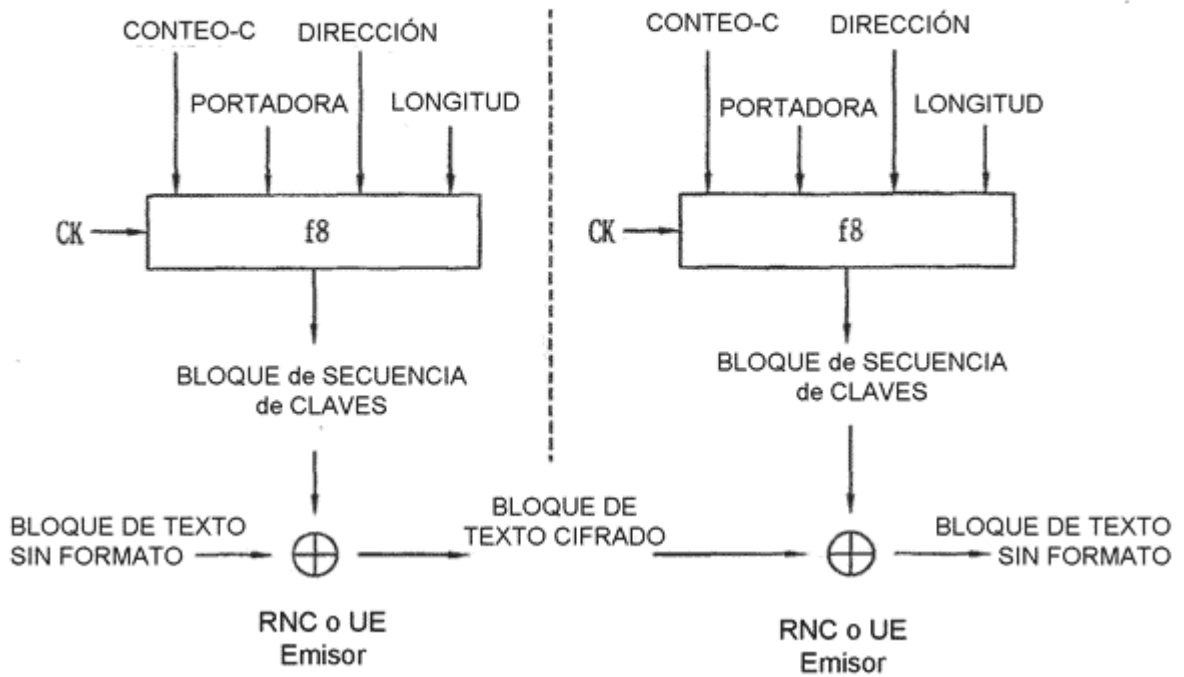 CONTEO-C
DIRECCIÓN
PORTADORA
LONGITUD
CK
f8
BLOQUE de SECUENCIA
de CLAVES
BLOQUE DE TEXTO
SIN FORMATO
RNC o UE
Emisor
BLOQUE DE
TEXTO CIFRADO
CONTEO-C
DIRECCIÓN
PORTADORA
LONGITUD
CK
f8
BLOQUE de SECUENCIA
de CLAVES
BLOQUE DE TEXTO
SIN FORMATO
RNC o UE
Emisor